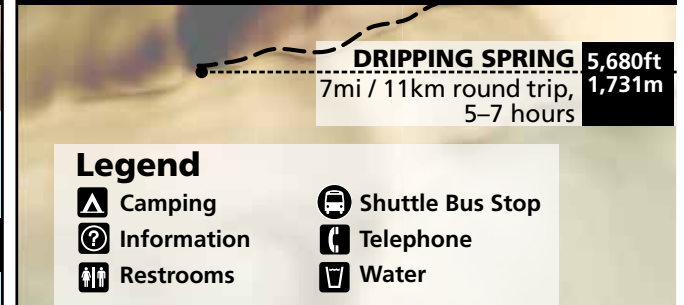 DRIPPING SPRING
7mi / 11km round trip,
5–7 hours
5,680ft
1,731m
Legend
Camping
Information
Restrooms
Shuttle Bus Stop
Telephone
Water